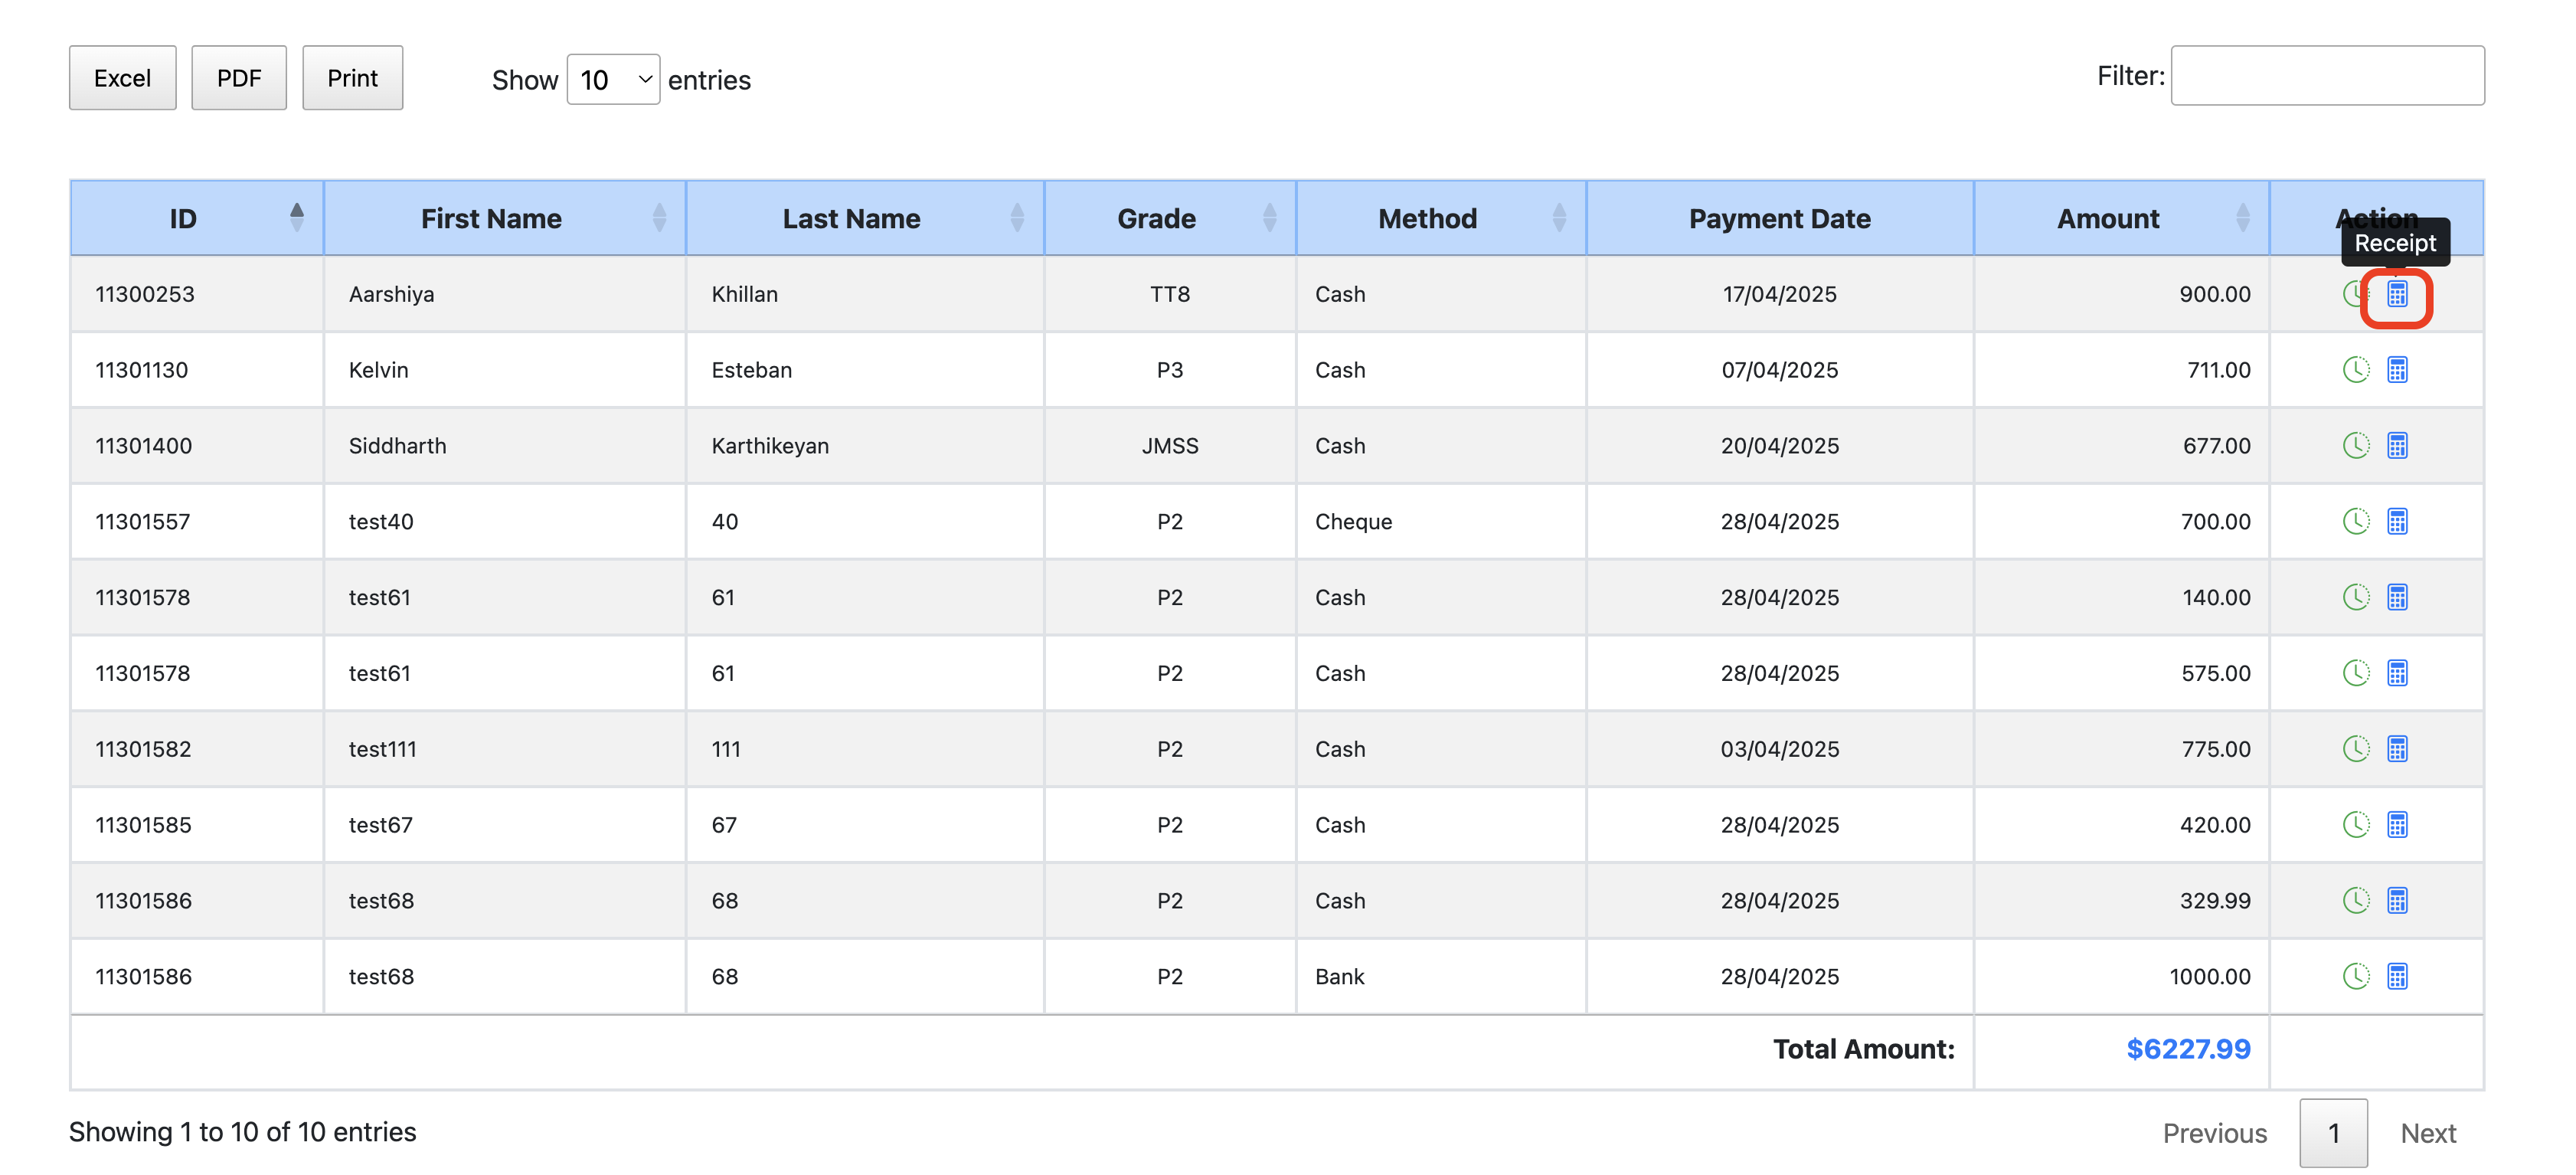 Excel PDF Print Show 10 entries Filter:
ID First Name Last Name Grade Method Payment Date Amount Action
Receipt
11300253 Aarshiya Khillan TT8 Cash 17/04/2025 900.00
11301130 Kelvin Esteban P3 Cash 07/04/2025 711.00
11301400 Siddharth Karthikeyan JMSS Cash 20/04/2025 677.00
11301557 test40 40 P2 Cheque 28/04/2025 700.00
11301578 test61 61 P2 Cash 28/04/2025 140.00
11301578 test61 61 P2 Cash 28/04/2025 575.00
11301582 test111 111 P2 Cash 03/04/2025 775.00
11301585 test67 67 P2 Cash 28/04/2025 420.00
11301586 test68 68 P2 Cash 28/04/2025 329.99
11301586 test68 68 P2 Bank 28/04/2025 1000.00
Total Amount: $6227.99
Showing 1 to 10 of 10 entries Previous 1 Next